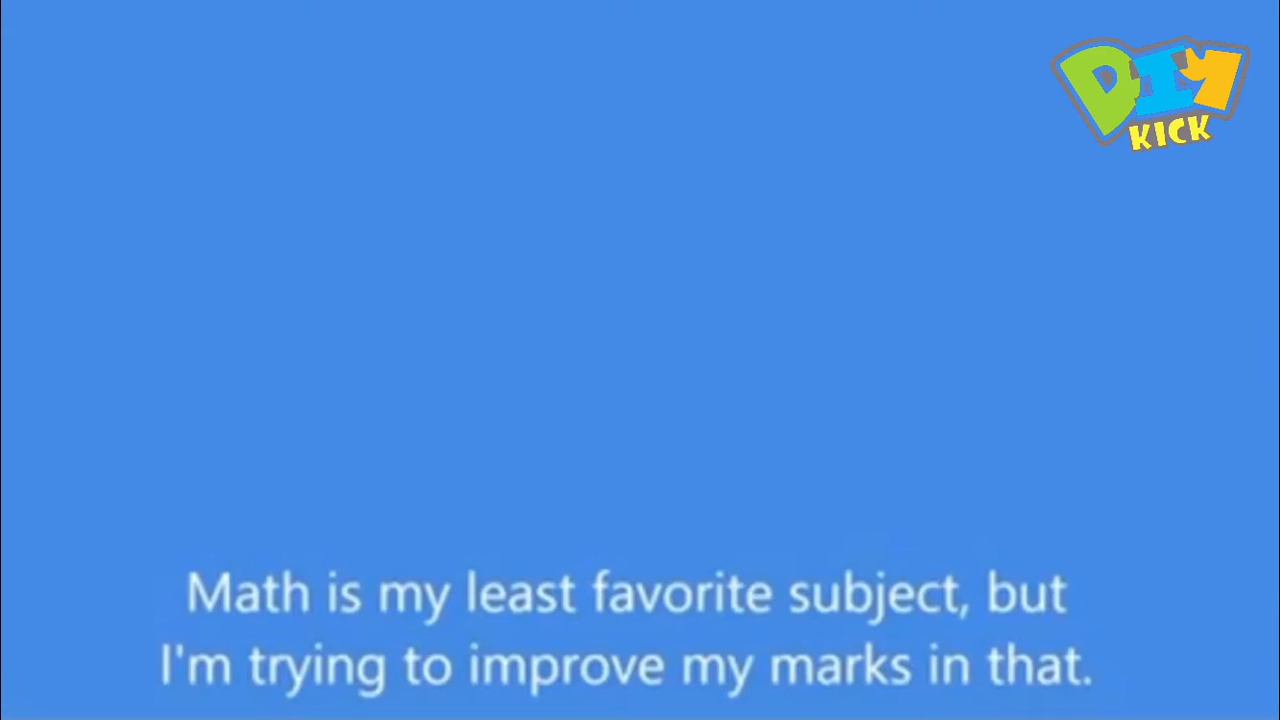 DIY
KICK
Math is my least favorite subject, but
I'm trying to improve my marks in that.